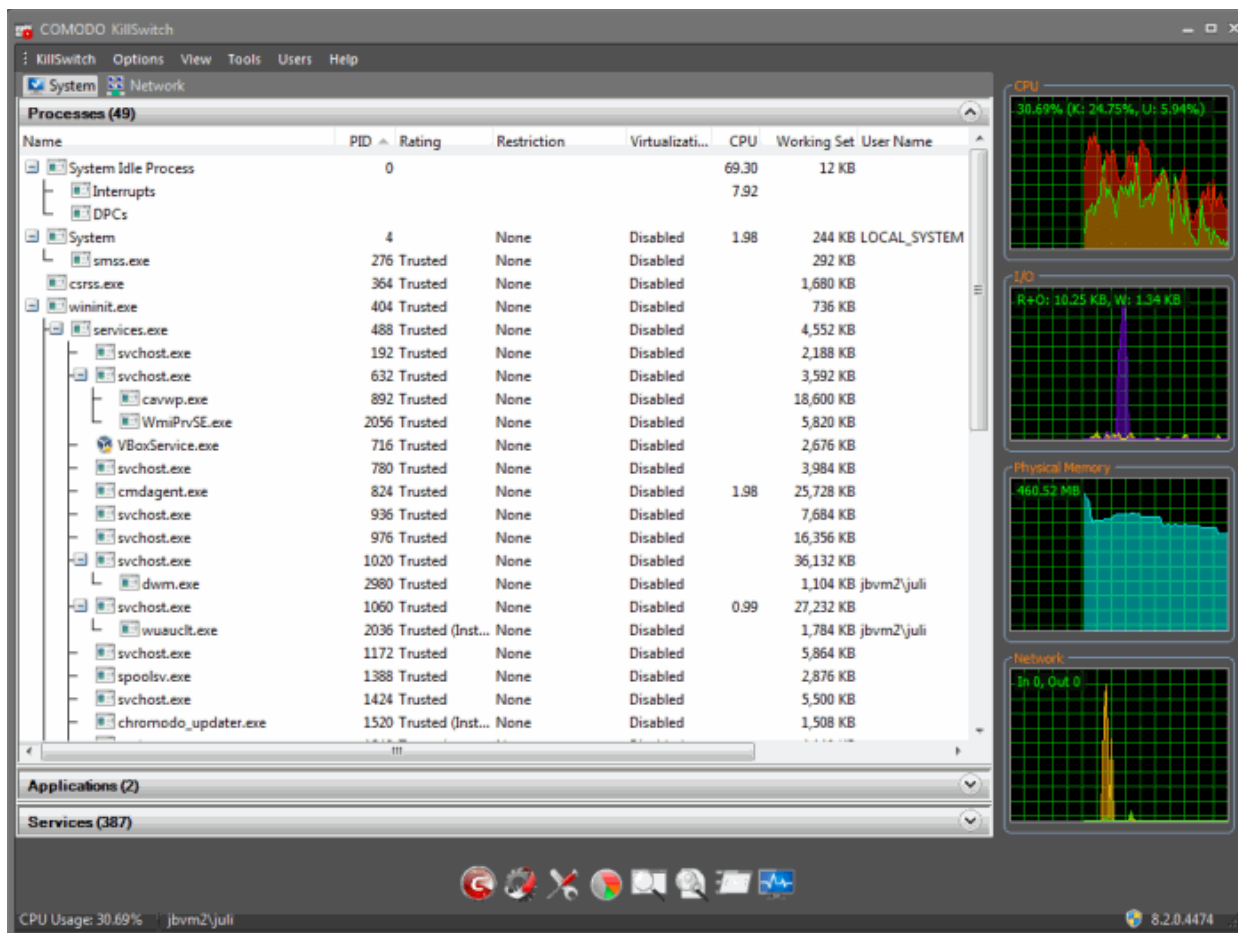 COMODO KillSwitch
KillSwitch Options View Tools Users Help
System Network
Processes (49)
Name PID Rating Restriction Virtualizati... CPU Working Set User Name
System Idle Process 0 69.30 12 KB
Interrupts 7.92
DPCs
System 4 None Disabled 1.98 244 KB LOCAL_SYSTEM
smss.exe 276 Trusted None Disabled 292 KB
csrss.exe 364 Trusted None Disabled 1,680 KB
wininit.exe 404 Trusted None Disabled 736 KB
services.exe 488 Trusted None Disabled 4,552 KB
svchost.exe 192 Trusted None Disabled 2,188 KB
svchost.exe 632 Trusted None Disabled 3,592 KB
cavwp.exe 892 Trusted None Disabled 18,600 KB
WmiPrvSE.exe 2056 Trusted None Disabled 5,820 KB
VBoxService.exe 716 Trusted None Disabled 2,676 KB
svchost.exe 780 Trusted None Disabled 3,984 KB
cmdagent.exe 824 Trusted None Disabled 1.98 25,728 KB
svchost.exe 936 Trusted None Disabled 7,684 KB
svchost.exe 976 Trusted None Disabled 16,356 KB
svchost.exe 1020 Trusted None Disabled 36,132 KB
dwm.exe 2980 Trusted None Disabled 1,104 KB jbvm2\juli
svchost.exe 1060 Trusted None Disabled 0.99 27,232 KB
wuauclt.exe 2036 Trusted (Inst... None Disabled 1,784 KB jbvm2\juli
svchost.exe 1172 Trusted None Disabled 5,864 KB
spoolsv.exe 1388 Trusted None Disabled 2,876 KB
svchost.exe 1424 Trusted None Disabled 5,500 KB
chromodo_updater.exe 1520 Trusted (Inst... None Disabled 1,508 KB
Applications (2)
Services (387)
CPU
30.69% (K: 24.75%, U: 5.94%)
I/O
R+O: 10.25 KB, W: 1.34 KB
Physical Memory
460.52 MB
Network
In 0, Out 0
CPU Usage: 30.69% jbvm2\juli 8.2.0.4474